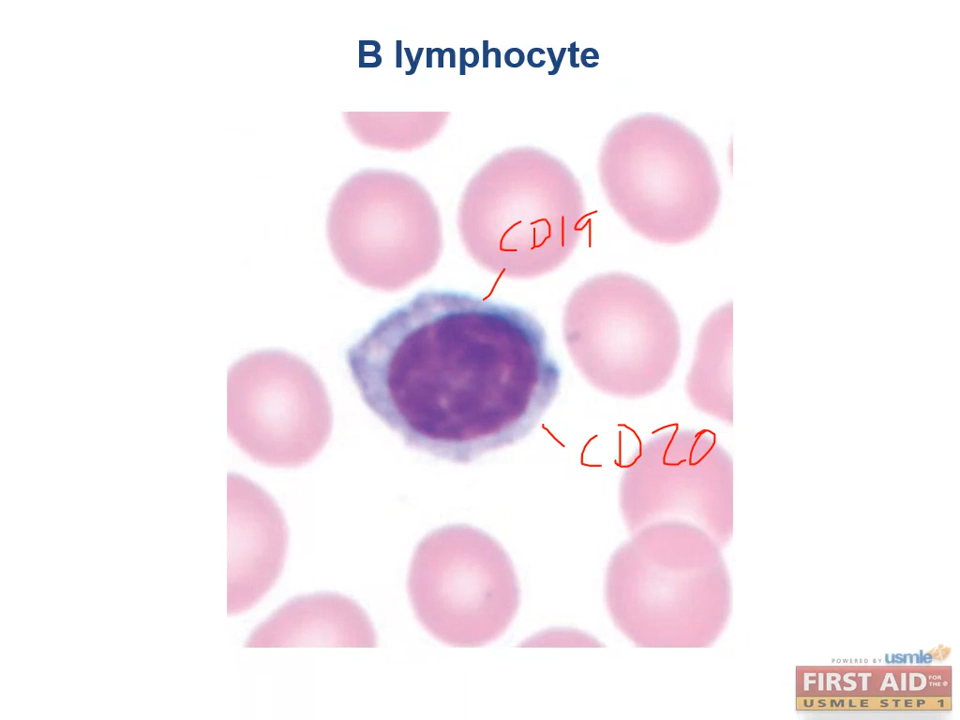 B lymphocyte
CD19
CD20
POWERED BY usmle
FIRST AID FOR THE ®
USMLE STEP 1